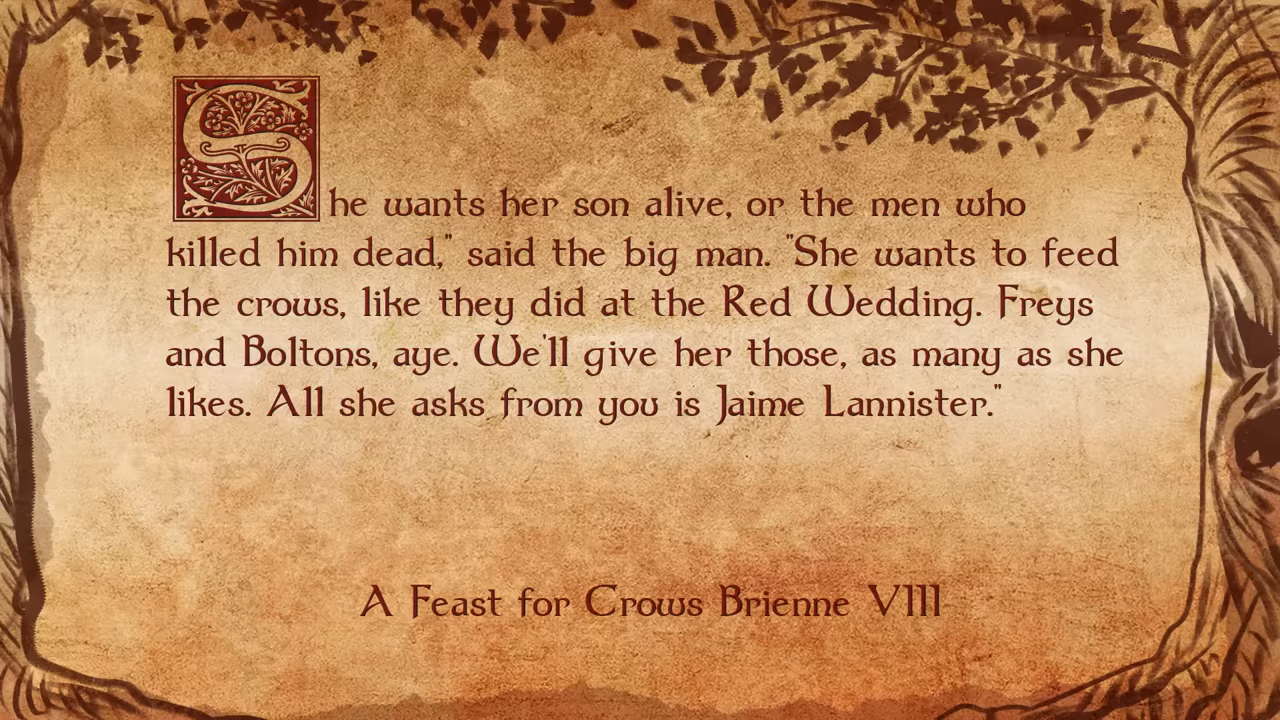 She wants her son alive, or the men who
killed him dead," said the big man. "She wants to feed
the crows, like they did at the Red Wedding. Freys
and Boltons, aye. We'll give her those, as many as she
likes. All she asks from you is Jaime Lannister."
A Feast for Crows Brienne VIII